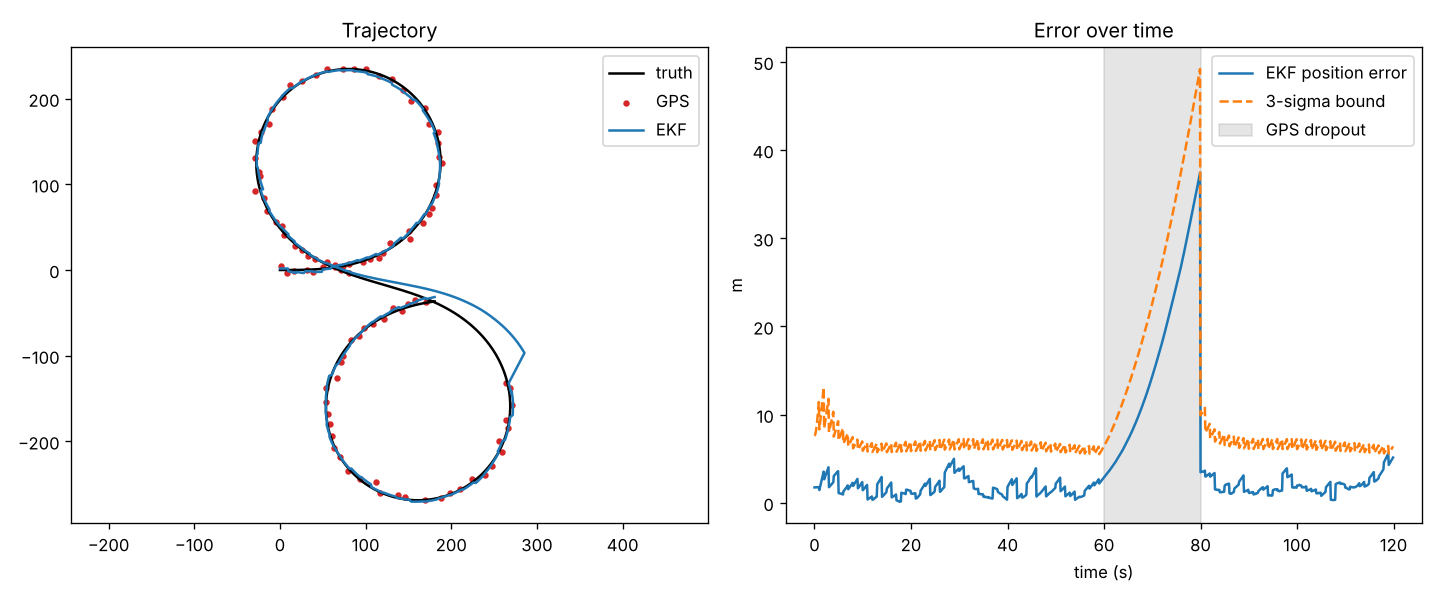 Trajectory
truth
GPS
EKF
200
100
0
−100
−200
−200
−100
0
100
200
300
400
Error over time
EKF position error
3-sigma bound
GPS dropout
50
40
30
20
10
0
m
0
20
40
60
80
100
120
time (s)